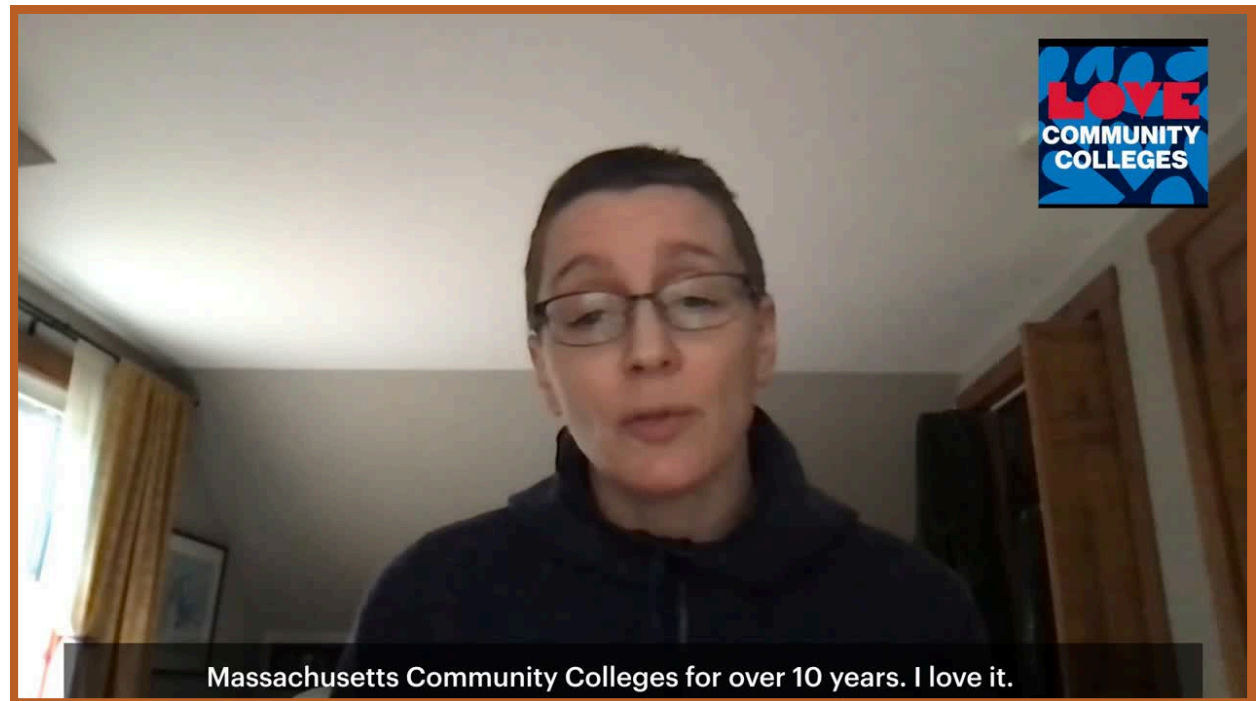 LOVE
COMMUNITY
COLLEGES
Massachusetts Community Colleges for over 10 years. I love it.